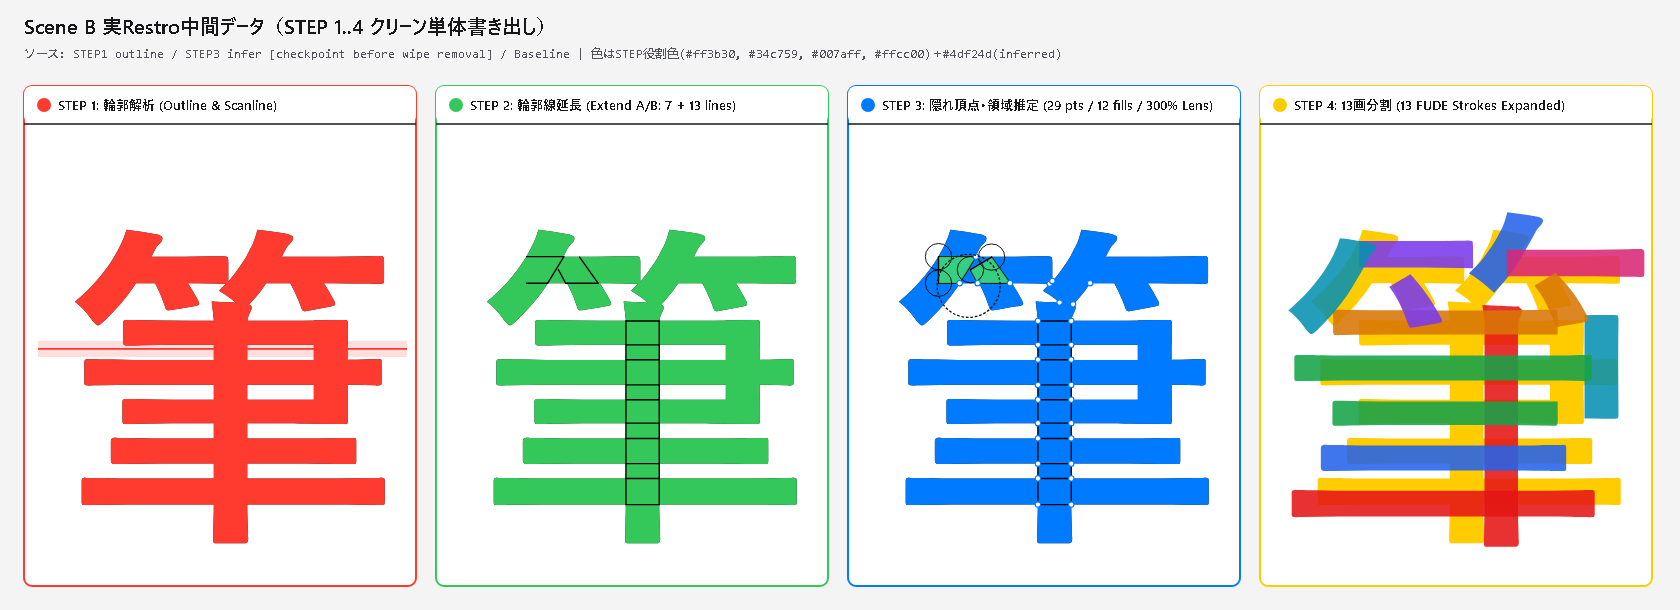 Scene B 実Restro中間データ（STEP 1..4 クリーン単体書き出し）
ソース: STEP1 outline / STEP3 infer [checkpoint before wipe removal] / Baseline | 色はSTEP役割色(#ff3b30, #34c759, #007aff, #ffcc00)+#4df24d(inferred)
STEP 1: 輪郭解析 (Outline & Scanline)
STEP 2: 輪郭線延長 (Extend A/B: 7 + 13 lines)
STEP 3: 隠れ頂点・領域推定 (29 pts / 12 fills / 300% Lens)
STEP 4: 13画分割 (13 FUDE Strokes Expanded)
筆
筆
筆
筆